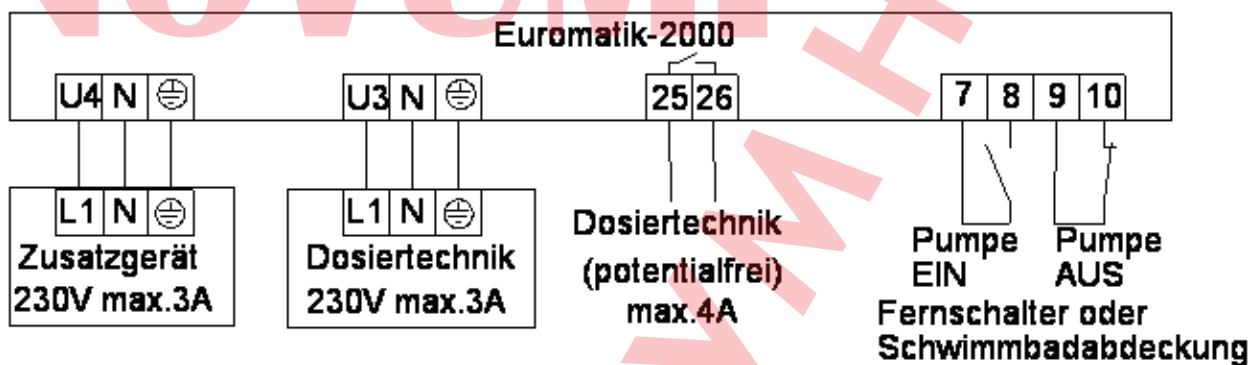 Euromatik-2000
U4 N U3 N 25 26 7 8 9 10
L1 N L1 N
Zusatzgerät
230V max.3A
Dosiertechnik
230V max.3A
Dosiertechnik
(potentialfrei)
max.4A
Pumpe
EIN
Pumpe
AUS
Fernschalter oder
Schwimmbadabdeckung